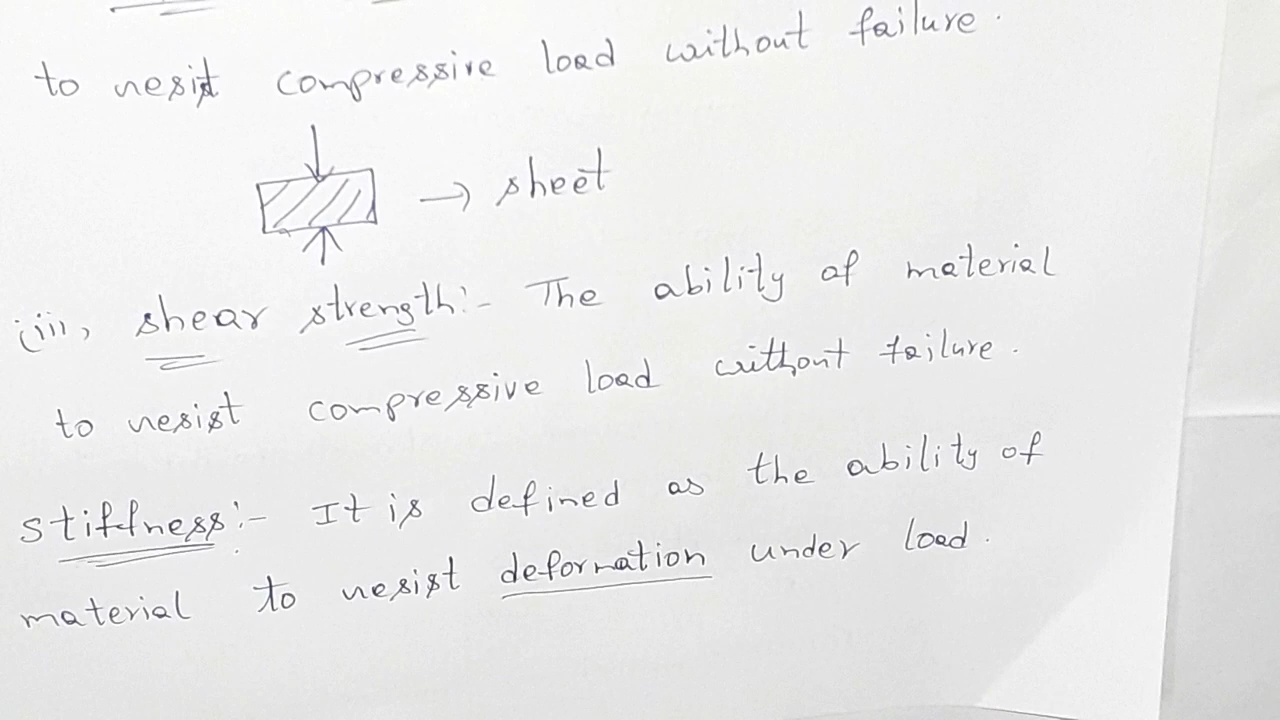 to resist compressive load without failure.
→ sheet
(iii, shear strength:- The ability of material
to resist compressive load without failure.
stiffness:- It is defined as the ability of
material to resist deformation under load.